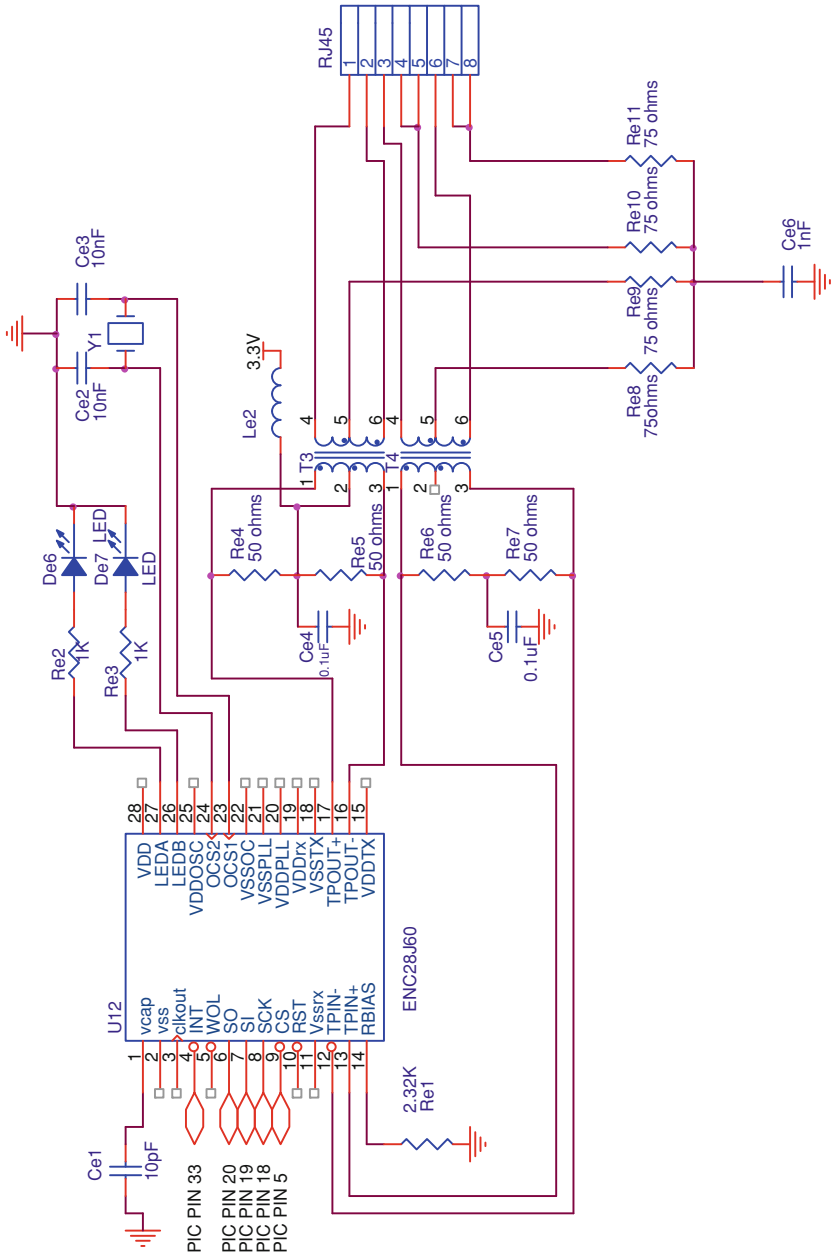 RJ45
1
2
3
4
5
6
7
8
Re11
75 ohms
Re10
75 ohms
Re9
75 ohms
Re8
75ohms
Ce6
1nF
Ce3
10nF
Y1
Ce2
10nF
3.3V
Le2
T3
1
2
3
4
5
6
T4
1
2
3
4
5
6
Re4
50 ohms
Re5
50 ohms
Re6
50 ohms
Re7
50 ohms
Ce4
0.1uF
Ce5
0.1uF
De6
LED
De7
LED
Re2
1K
Re3
1K
28
27
26
25
24
23
22
21
20
19
18
17
16
15
VDD
LEDA
LEDB
VDDOSC
OCS2
OCS1
VSSOC
VSSPLL
VDDPLL
VDDrx
VSSTX
TPOUT+
TPOUT-
VDDTX
U12
ENC28J60
vcap
vss
clkout
INT
WOL
SO
SI
SCK
CS
RST
Vssrx
TPIN-
TPIN+
RBIAS
1
2
3
4
5
6
7
8
9
10
11
12
13
14
2.32K
Re1
Ce1
10pF
PIC PIN 33
PIC PIN 20
PIC PIN 19
PIC PIN 18
PIC PIN 5